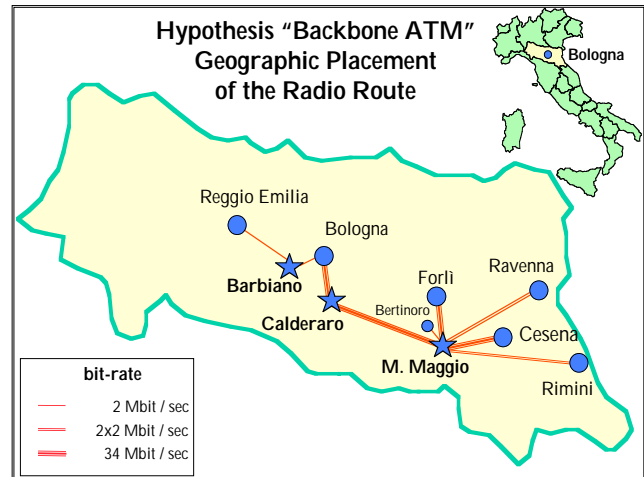 Hypothesis “Backbone ATM”
Geographic Placement
of the Radio Route
Bologna
Reggio Emilia
Bologna
Barbiano
Forlì
Ravenna
Bertinoro
Calderaro
Cesena
M. Maggio
Rimini
bit-rate
2 Mbit / sec
2x2 Mbit / sec
34 Mbit / sec